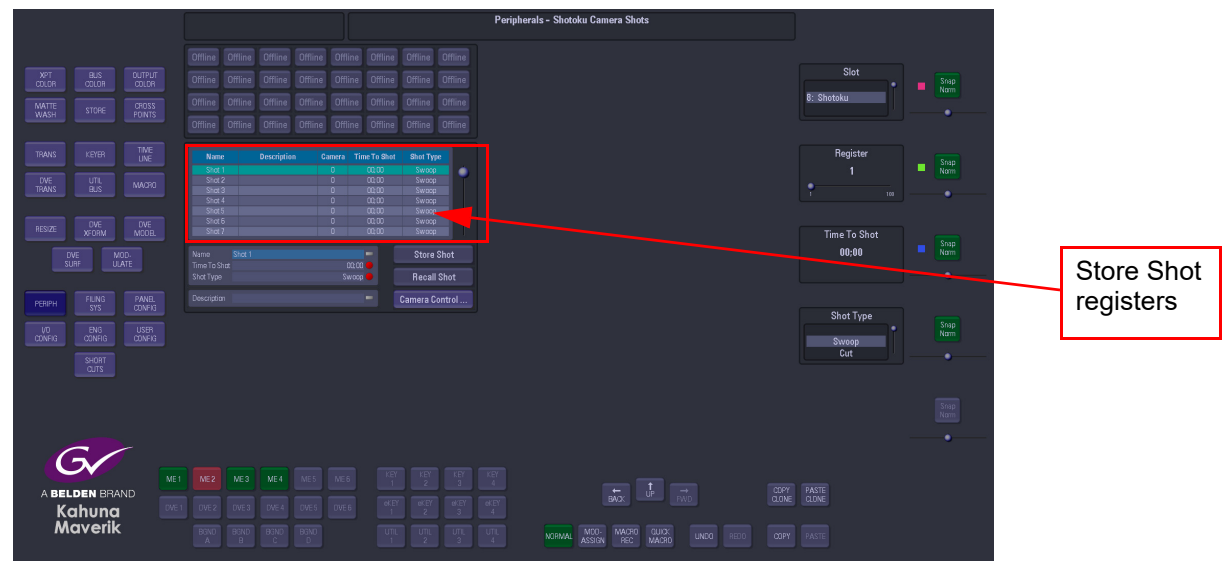 Peripherals - Shotoku Camera Shots
Offline Offline Offline Offline Offline Offline Offline Offline
Offline Offline Offline Offline Offline Offline Offline Offline
Offline Offline Offline Offline Offline Offline Offline Offline
Offline Offline Offline Offline Offline Offline Offline Offline
XPT COLOR BUS COLOR OUTPUT COLOR
MATTE WASH STORE CROSS POINTS
TRANS KEYER TIME LINE
DVE TRANS UTIL BUS MACRO
RESIZE DVE XFORM DVE MODEL
DVE SURF MOD- ULATE
PERIPH FILING SYS PANEL CONFIG
I/O CONFIG ENG CONFIG USER CONFIG
SHORT CUTS
Name Description Camera Time To Shot Shot Type
Shot 1 0 00:00 Swoop
Shot 2 0 00:00 Swoop
Shot 3 0 00:00 Swoop
Shot 4 0 00:00 Swoop
Shot 5 0 00:00 Swoop
Shot 6 0 00:00 Swoop
Shot 7 0 00:00 Swoop
Name Shot 1
Time To Shot 00:00
Shot Type Swoop
Description
Store Shot
Recall Shot
Camera Control ...
Slot
8: Shotoku
Snap Norm
Register
1
1 100
Snap Norm
Time To Shot
00:00
Snap Norm
Shot Type
Swoop
Cut
Snap Norm
Snap Norm
Store Shot
registers
GV
A BELDEN BRAND
Kahuna
Maverik
ME 1 ME 2 ME 3 ME 4 ME 5 ME 6
DVE 1 DVE 2 DVE 3 DVE 4 DVE 5 DVE 6
BGND A BGND B BGND C BGND D
KEY 1 KEY 2 KEY 3 KEY 4
eKEY 1 eKEY 2 eKEY 3 eKEY 4
UTIL 1 UTIL 2 UTIL 3 UTIL 4
BACK UP FWD
COPY CLONE PASTE CLONE
NORMAL MOD- ASSIGN MACRO REC QUICK MACRO UNDO REDO COPY PASTE